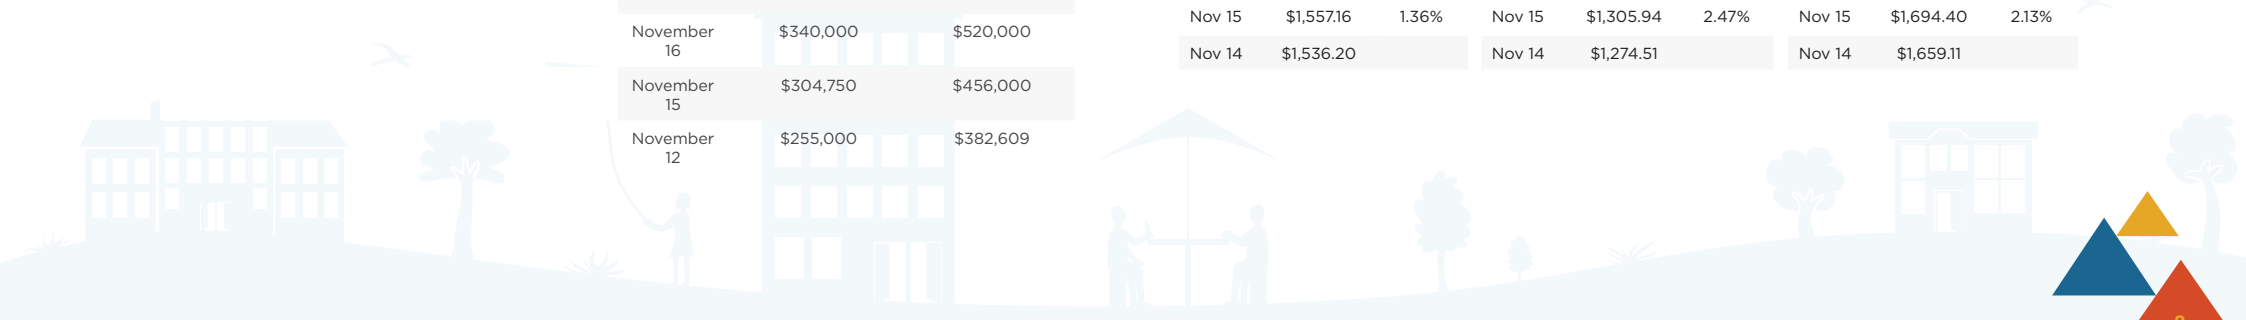 November $340,000 $520,000
16
November $304,750 $456,000
15
November $255,000 $382,609
12
Nov 15 $1,557.16 1.36% Nov 15 $1,305.94 2.47% Nov 15 $1,694.40 2.13%
Nov 14 $1,536.20 Nov 14 $1,274.51 Nov 14 $1,659.11